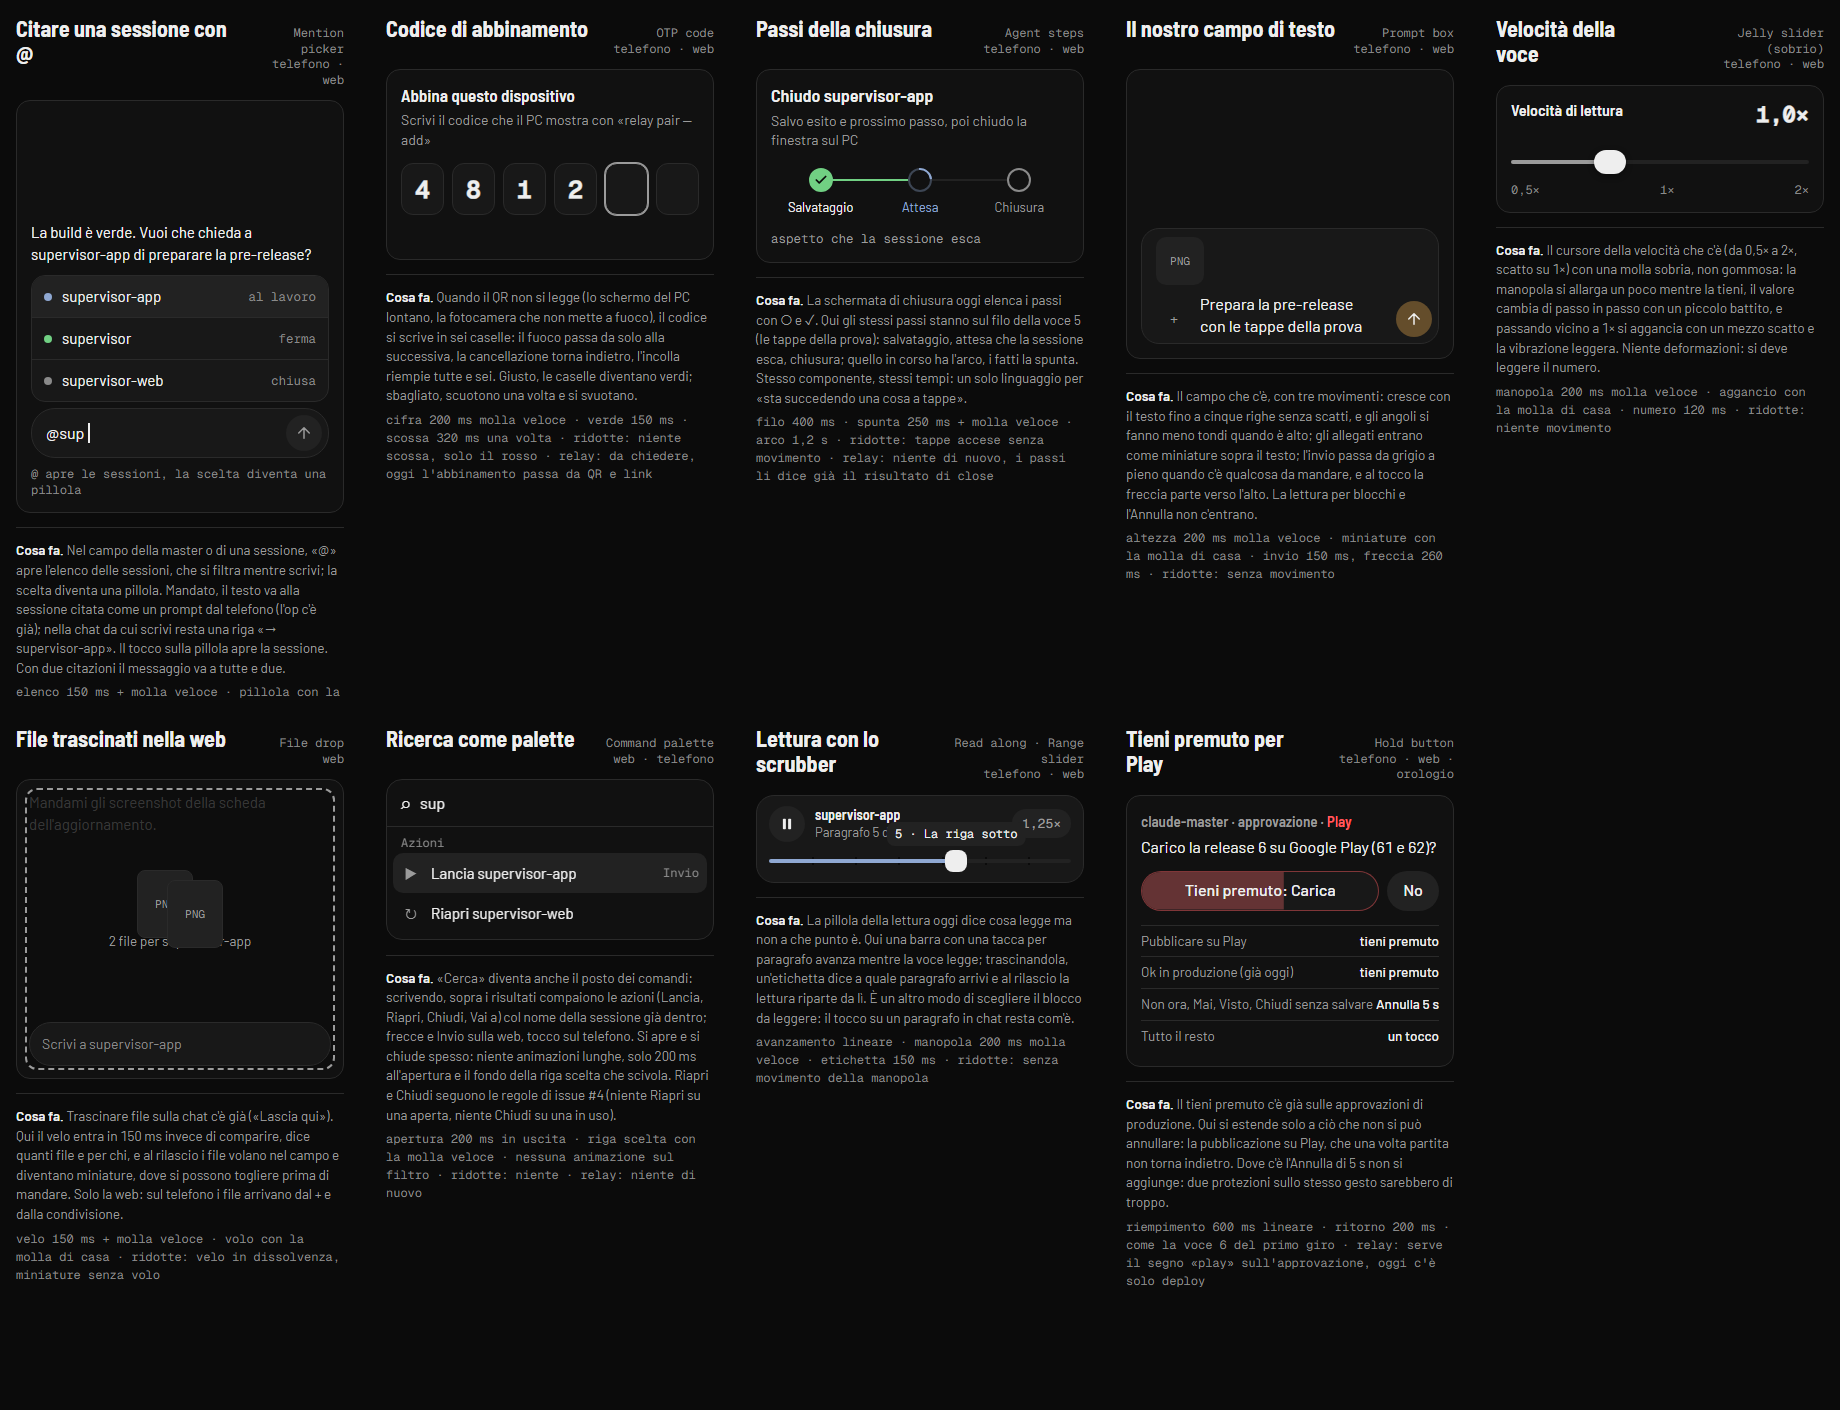 Citare una sessione con
@
Mention
picker
telefono ·
web
La build è verde. Vuoi che chieda a
supervisor-app di preparare la pre-release?
supervisor-app al lavoro
supervisor ferma
supervisor-web chiusa
@sup
@ apre le sessioni, la scelta diventa una
pillola
Cosa fa. Nel campo della master o di una sessione, «@»
apre l'elenco delle sessioni, che si filtra mentre scrivi; la
scelta diventa una pillola. Mandato, il testo va alla
sessione citata come un prompt dal telefono (l'op c'è
già); nella chat da cui scrivi resta una riga «→
supervisor-app». Il tocco sulla pillola apre la sessione.
Con due citazioni il messaggio va a tutte e due.
elenco 150 ms + molla veloce · pillola con la
Codice di abbinamento
OTP code
telefono · web
Abbina questo dispositivo
Scrivi il codice che il PC mostra con «relay pair —
add»
4 8 1 2
Cosa fa. Quando il QR non si legge (lo schermo del PC
lontano, la fotocamera che non mette a fuoco), il codice
si scrive in sei caselle: il fuoco passa da solo alla
successiva, la cancellazione torna indietro, l'incolla
riempie tutte e sei. Giusto, le caselle diventano verdi;
sbagliato, scuotono una volta e si svuotano.
cifra 200 ms molla veloce · verde 150 ms ·
scossa 320 ms una volta · ridotte: niente
scossa, solo il rosso · relay: da chiedere,
oggi l'abbinamento passa da QR e link
Passi della chiusura
Agent steps
telefono · web
Chiudo supervisor-app
Salvo esito e prossimo passo, poi chiudo la
finestra sul PC
Salvataggio Attesa Chiusura
aspetto che la sessione esca
Cosa fa. La schermata di chiusura oggi elenca i passi
con ○ e ✓. Qui gli stessi passi stanno sul filo della voce 5
(le tappe della prova): salvataggio, attesa che la sessione
esca, chiusura; quello in corso ha l'arco, i fatti la spunta.
Stesso componente, stessi tempi: un solo linguaggio per
«sta succedendo una cosa a tappe».
filo 400 ms · spunta 250 ms + molla veloce ·
arco 1,2 s · ridotte: tappe accese senza
movimento · relay: niente di nuovo, i passi
li dice già il risultato di close
Il nostro campo di testo
Prompt box
telefono · web
PNG
+ Prepara la pre-release
con le tappe della prova
Cosa fa. Il campo che c'è, con tre movimenti: cresce con
il testo fino a cinque righe senza scatti, e gli angoli si
fanno meno tondi quando è alto; gli allegati entrano
come miniature sopra il testo; l'invio passa da grigio a
pieno quando c'è qualcosa da mandare, e al tocco la
freccia parte verso l'alto. La lettura per blocchi e
l'Annulla non c'entrano.
altezza 200 ms molla veloce · miniature con
la molla di casa · invio 150 ms, freccia 260
ms · ridotte: senza movimento
Velocità della
voce
Jelly slider
(sobrio)
telefono · web
Velocità di lettura 1,0×
0,5× 1× 2×
Cosa fa. Il cursore della velocità che c'è (da 0,5× a 2×,
scatto su 1×) con una molla sobria, non gommosa: la
manopola si allarga un poco mentre la tieni, il valore
cambia di passo in passo con un piccolo battito, e
passando vicino a 1× si aggancia con un mezzo scatto e
la vibrazione leggera. Niente deformazioni: si deve
leggere il numero.
manopola 200 ms molla veloce · aggancio con
la molla di casa · numero 120 ms · ridotte:
niente movimento
File trascinati nella web
File drop
web
Mandami gli screenshot della scheda
dell'aggiornamento.
PNG
2 file per s -app
Scrivi a supervisor-app
Cosa fa. Trascinare file sulla chat c'è già («Lascia qui»).
Qui il velo entra in 150 ms invece di comparire, dice
quanti file e per chi, e al rilascio i file volano nel campo e
diventano miniature, dove si possono togliere prima di
mandare. Solo la web: sul telefono i file arrivano dal + e
dalla condivisione.
velo 150 ms + molla veloce · volo con la
molla di casa · ridotte: velo in dissolvenza,
miniature senza volo
Ricerca come palette
Command palette
web · telefono
sup
Azioni
Lancia supervisor-app Invio
Riapri supervisor-web
Cosa fa. «Cerca» diventa anche il posto dei comandi:
scrivendo, sopra i risultati compaiono le azioni (Lancia,
Riapri, Chiudi, Vai a) col nome della sessione già dentro;
frecce e Invio sulla web, tocco sul telefono. Si apre e si
chiude spesso: niente animazioni lunghe, solo 200 ms
all'apertura e il fondo della riga scelta che scivola. Riapri
e Chiudi seguono le regole di issue #4 (niente Riapri su
una aperta, niente Chiudi su una in uso).
apertura 200 ms in uscita · riga scelta con
la molla veloce · nessuna animazione sul
filtro · ridotte: niente · relay: niente di
nuovo
Lettura con lo
scrubber
Read along · Range
slider
telefono · web
supervisor-app
Paragrafo 5 d 5 · La riga sotto 1,25×
Cosa fa. La pillola della lettura oggi dice cosa legge ma
non a che punto è. Qui una barra con una tacca per
paragrafo avanza mentre la voce legge; trascinandola,
un'etichetta dice a quale paragrafo arrivi e al rilascio la
lettura riparte da lì. È un altro modo di scegliere il blocco
da leggere: il tocco su un paragrafo in chat resta com'è.
avanzamento lineare · manopola 200 ms molla
veloce · etichetta 150 ms · ridotte: senza
movimento della manopola
Tieni premuto per
Play
Hold button
telefono · web ·
orologio
claude-master · approvazione · Play
Carico la release 6 su Google Play (61 e 62)?
Tieni premuto: Carica No
Pubblicare su Play tieni premuto
Ok in produzione (già oggi) tieni premuto
Non ora, Mai, Visto, Chiudi senza salvare Annulla 5 s
Tutto il resto un tocco
Cosa fa. Il tieni premuto c'è già sulle approvazioni di
produzione. Qui si estende solo a ciò che non si può
annullare: la pubblicazione su Play, che una volta partita
non torna indietro. Dove c'è l'Annulla di 5 s non si
aggiunge: due protezioni sullo stesso gesto sarebbero di
troppo.
riempimento 600 ms lineare · ritorno 200 ms ·
come la voce 6 del primo giro · relay: serve
il segno «play» sull'approvazione, oggi c'è
solo deploy